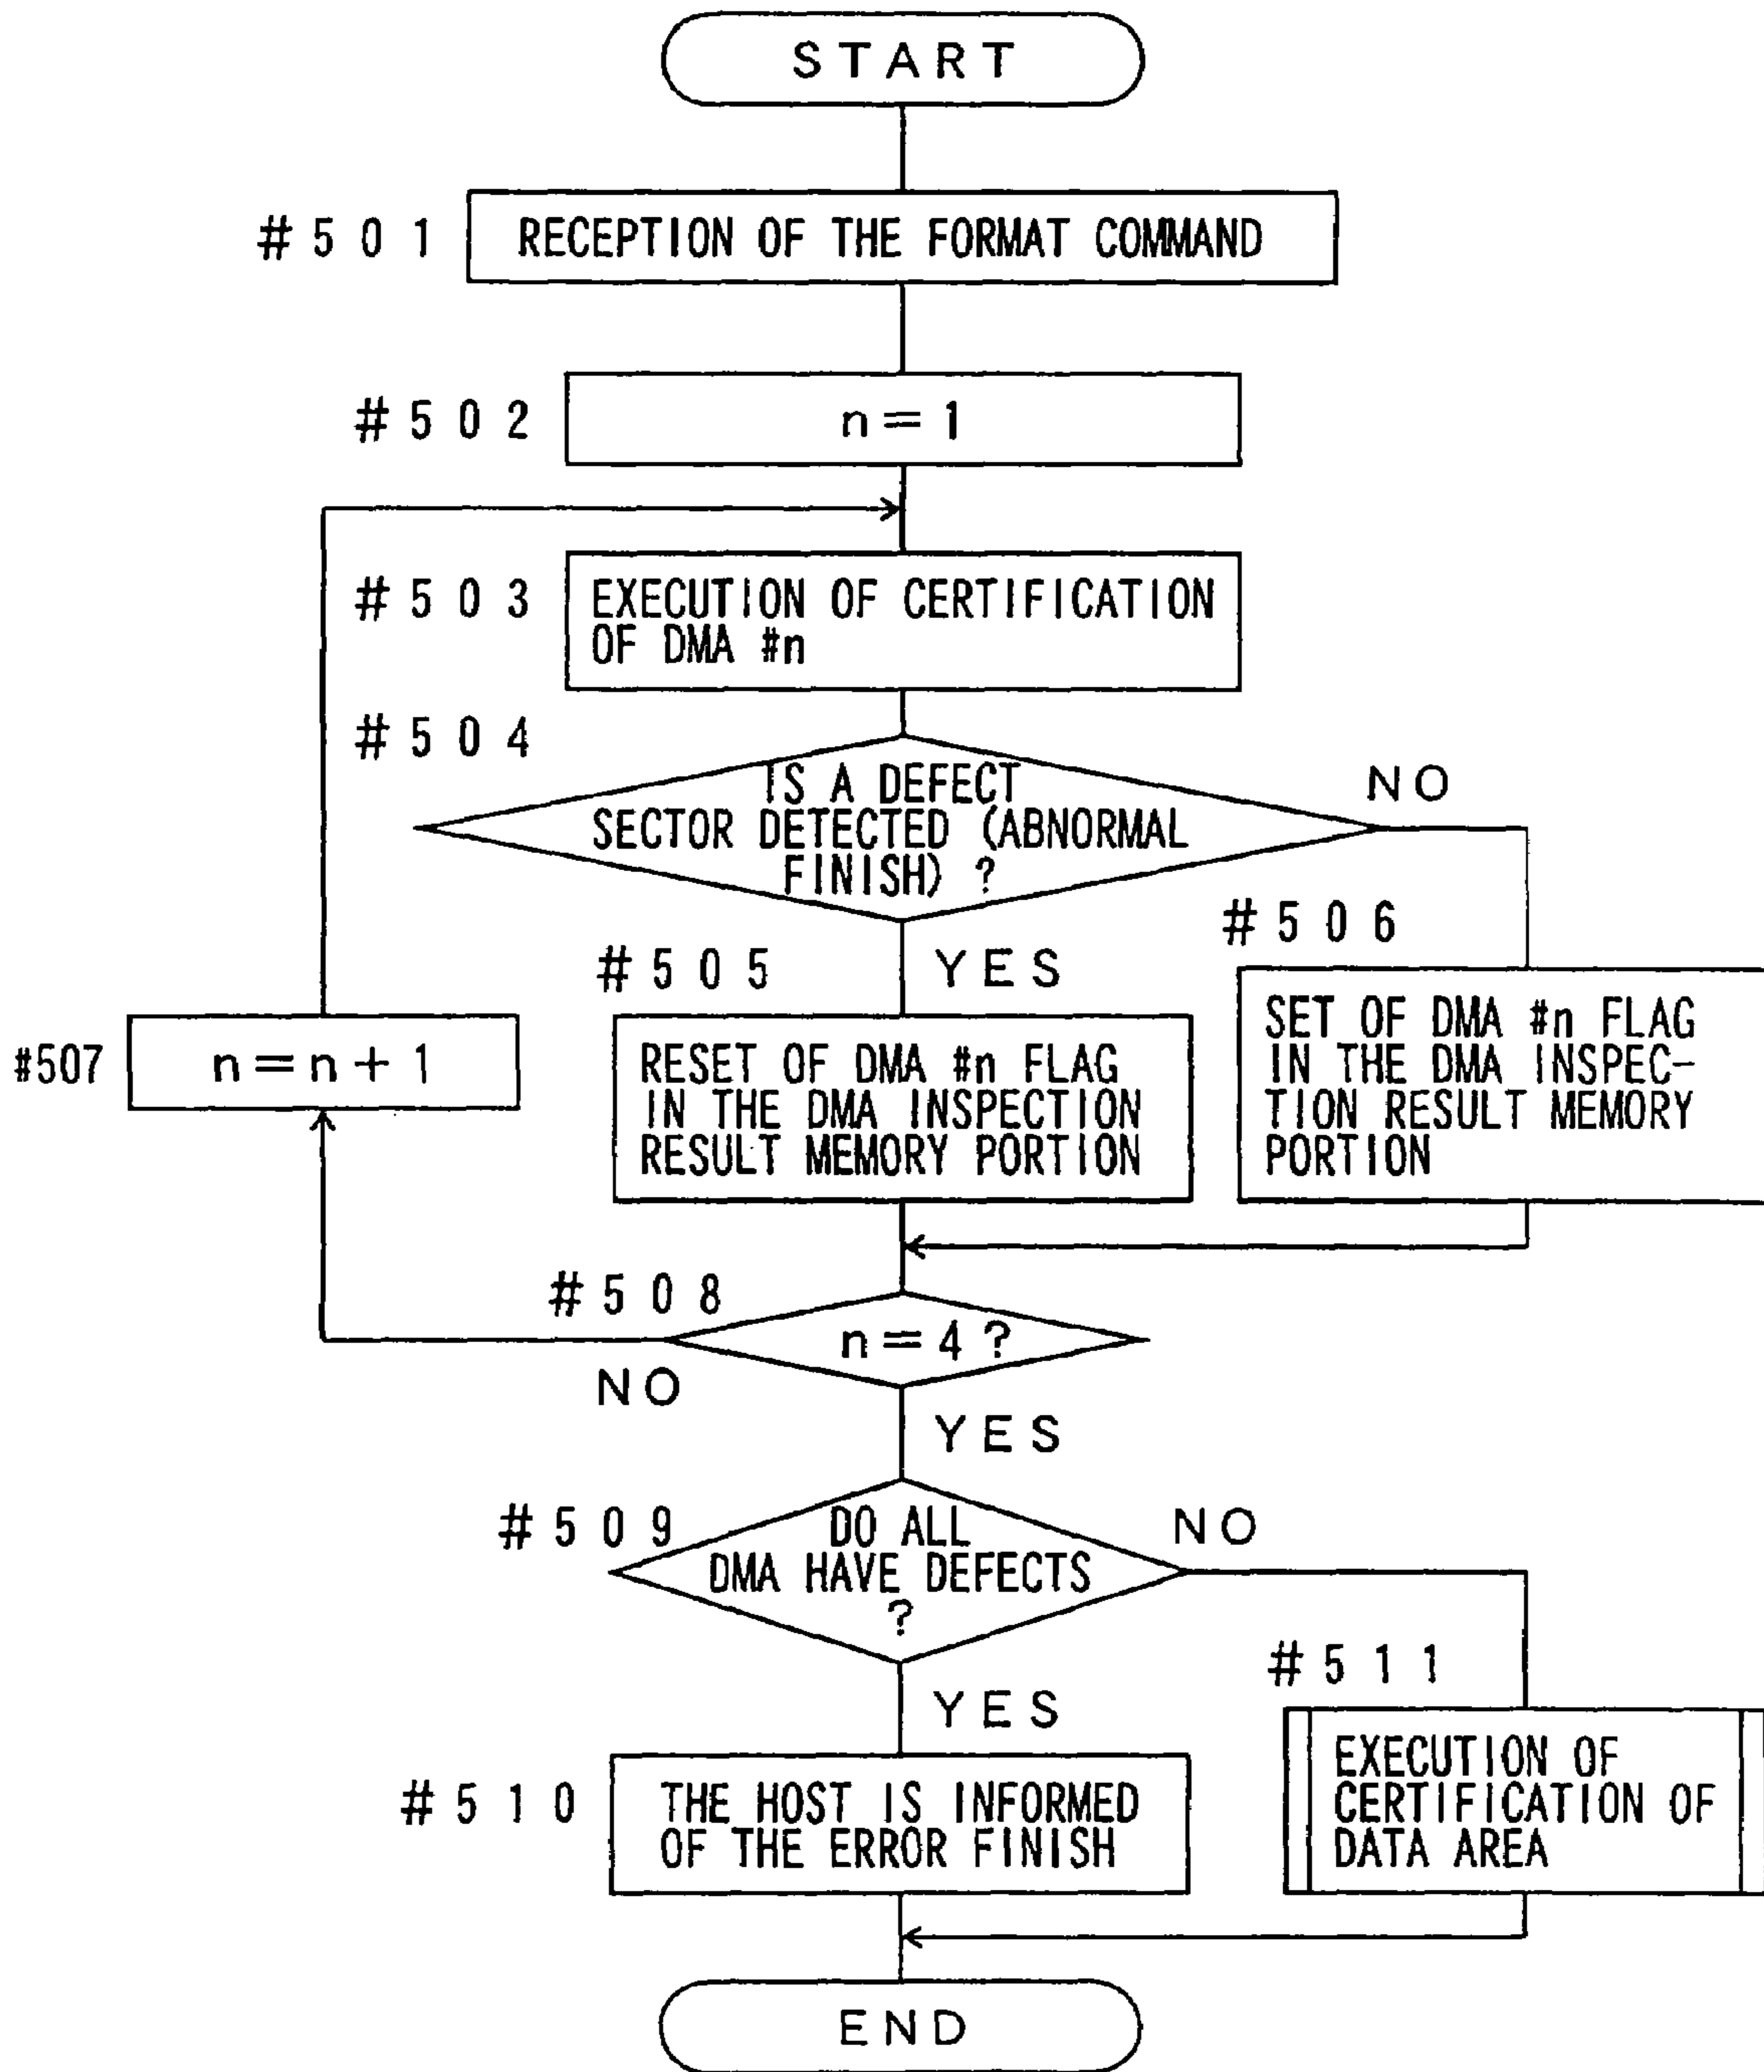 START
#501
RECEPTION OF THE FORMAT COMMAND
#502
n=1
#503
EXECUTION OF CERTIFICATION
OF DMA #n
#504
IS A DEFECT
SECTOR DETECTED (ABNORMAL
FINISH) ?
NO
#505
YES
#506
RESET OF DMA #n FLAG
IN THE DMA INSPECTION
RESULT MEMORY PORTION
SET OF DMA #n FLAG
IN THE DMA INSPEC-
TION RESULT MEMORY
PORTION
#507
n=n+1
#508
n=4?
NO
YES
#509
DO ALL
DMA HAVE DEFECTS
?
NO
YES
#510
THE HOST IS INFORMED
OF THE ERROR FINISH
#511
EXECUTION OF
CERTIFICATION OF
DATA AREA
END